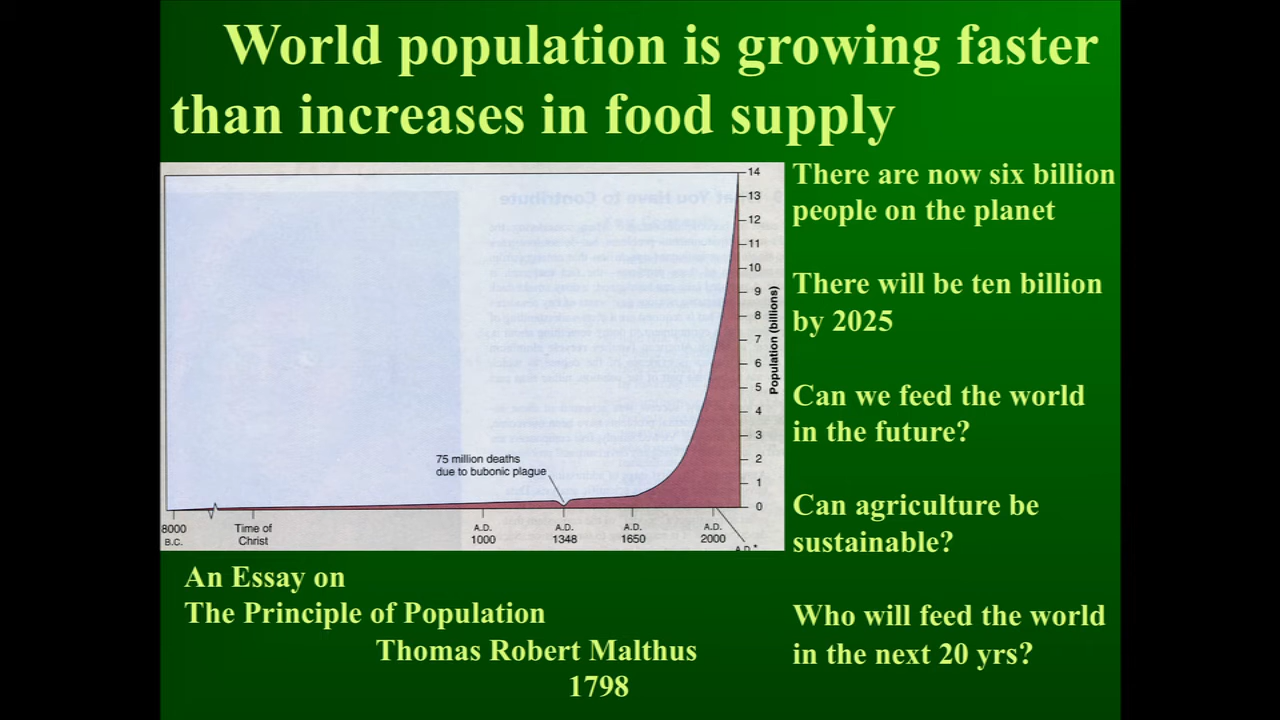 World population is growing faster
than increases in food supply
14
13
12
11
10
9
8
7
6
5
4
3
2
1
0
Population (billions)
75 million deaths
due to bubonic plague
8000
B.C.
Time of
Christ
A.D.
1000
A.D.
1348
A.D.
1650
A.D.
2000
A.D.*
There are now six billion
people on the planet
There will be ten billion
by 2025
Can we feed the world
in the future?
Can agriculture be
sustainable?
Who will feed the world
in the next 20 yrs?
An Essay on
The Principle of Population
Thomas Robert Malthus
1798